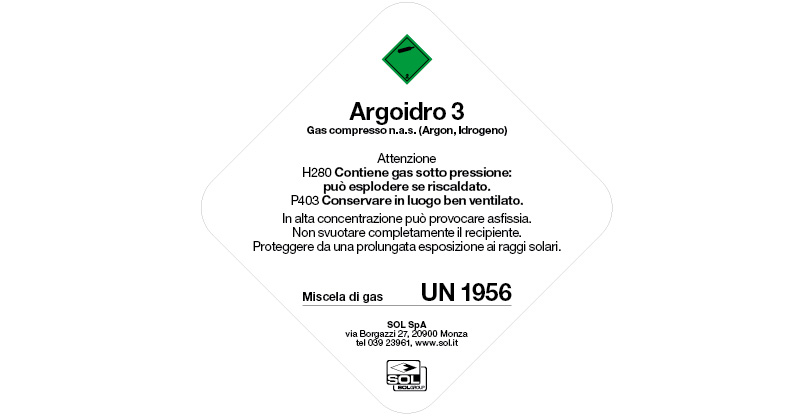 Argoidro 3
Gas compresso n.a.s. (Argon, Idrogeno)
Attenzione
H280 Contiene gas sotto pressione:
può esplodere se riscaldato.
P403 Conservare in luogo ben ventilato.
In alta concentrazione può provocare asfissia.
Non svuotare completamente il recipiente.
Proteggere da una prolungata esposizione ai raggi solari.
Miscela di gas UN 1956
SOL SpA
via Borgazzi 27, 20900 Monza
tel 039 23961, www.sol.it
SOL
SOLGROUP